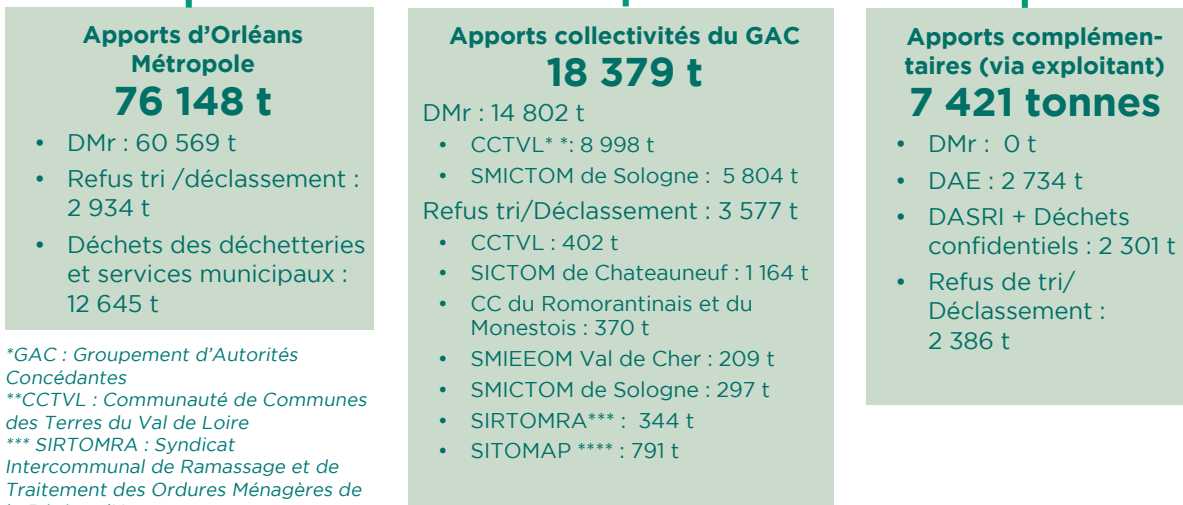 Apports d'Orléans
Métropole
76 148 t
• DMr : 60 569 t
• Refus tri /déclassement :
2 934 t
• Déchets des déchetteries
et services municipaux :
12 645 t
*GAC : Groupement d'Autorités
Concédantes
**CCTVL : Communauté de Communes
des Terres du Val de Loire
*** SIRTOMRA : Syndicat
Intercommunal de Ramassage et de
Traitement des Ordures Ménagères de
Apports collectivités du GAC
18 379 t
DMr : 14 802 t
• CCTVL* *: 8 998 t
• SMICTOM de Sologne : 5 804 t
Refus tri/Déclassement : 3 577 t
• CCTVL : 402 t
• SICTOM de Chateauneuf : 1 164 t
• CC du Romorantinais et du
Monestois : 370 t
• SMIEEOM Val de Cher : 209 t
• SMICTOM de Sologne : 297 t
• SIRTOMRA*** : 344 t
• SITOMAP **** : 791 t
Apports complémen-
taires (via exploitant)
7 421 tonnes
• DMr : 0 t
• DAE : 2 734 t
• DASRI + Déchets
confidentiels : 2 301 t
• Refus de tri/
Déclassement :
2 386 t